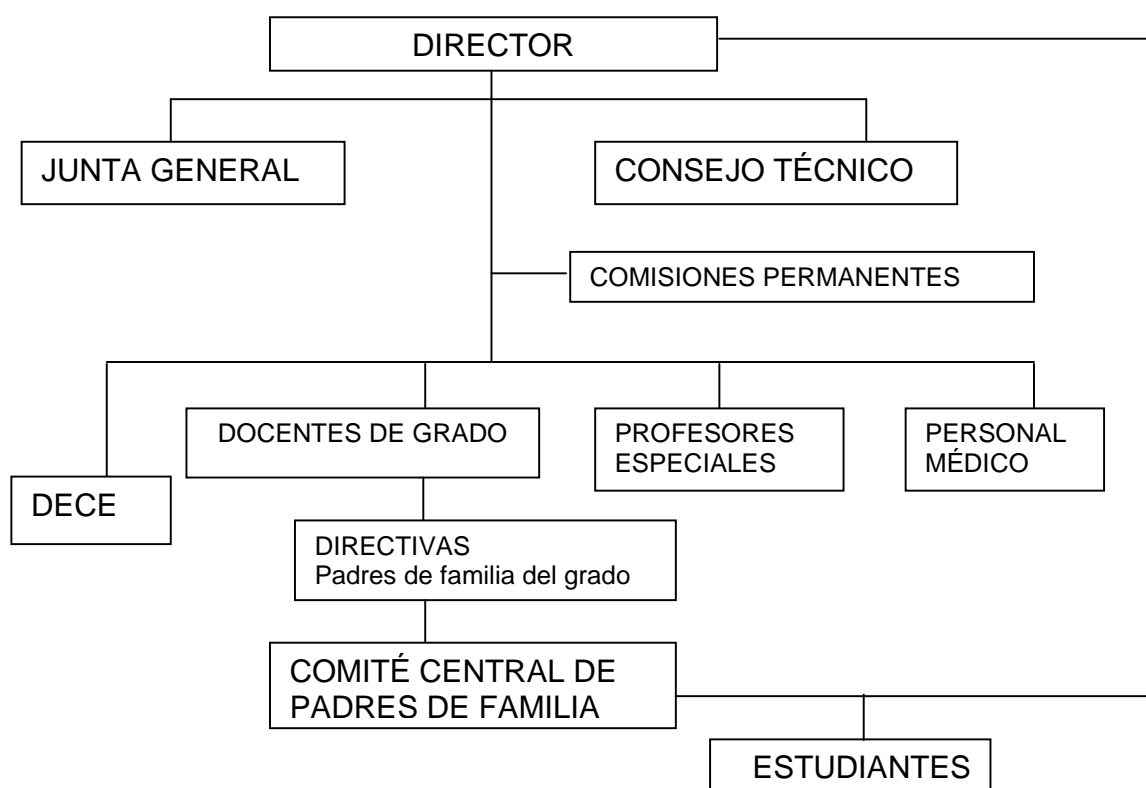 DIRECTOR
JUNTA GENERAL
CONSEJO TÉCNICO
COMISIONES PERMANENTES
DOCENTES DE GRADO
PROFESORES
ESPECIALES
PERSONAL
MÉDICO
DECE
DIRECTIVAS
Padres de familia del grado
COMITÉ CENTRAL DE
PADRES DE FAMILIA
ESTUDIANTES